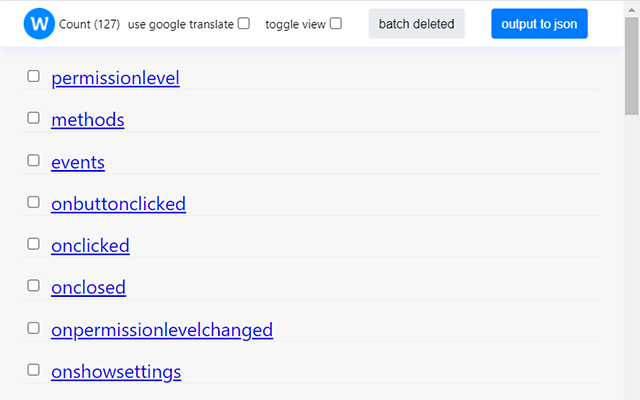 W Count (127) use google translate toggle view batch deleted output to json
permissionlevel
methods
events
onbuttonclicked
onclicked
onclosed
onpermissionlevelchanged
onshowsettings